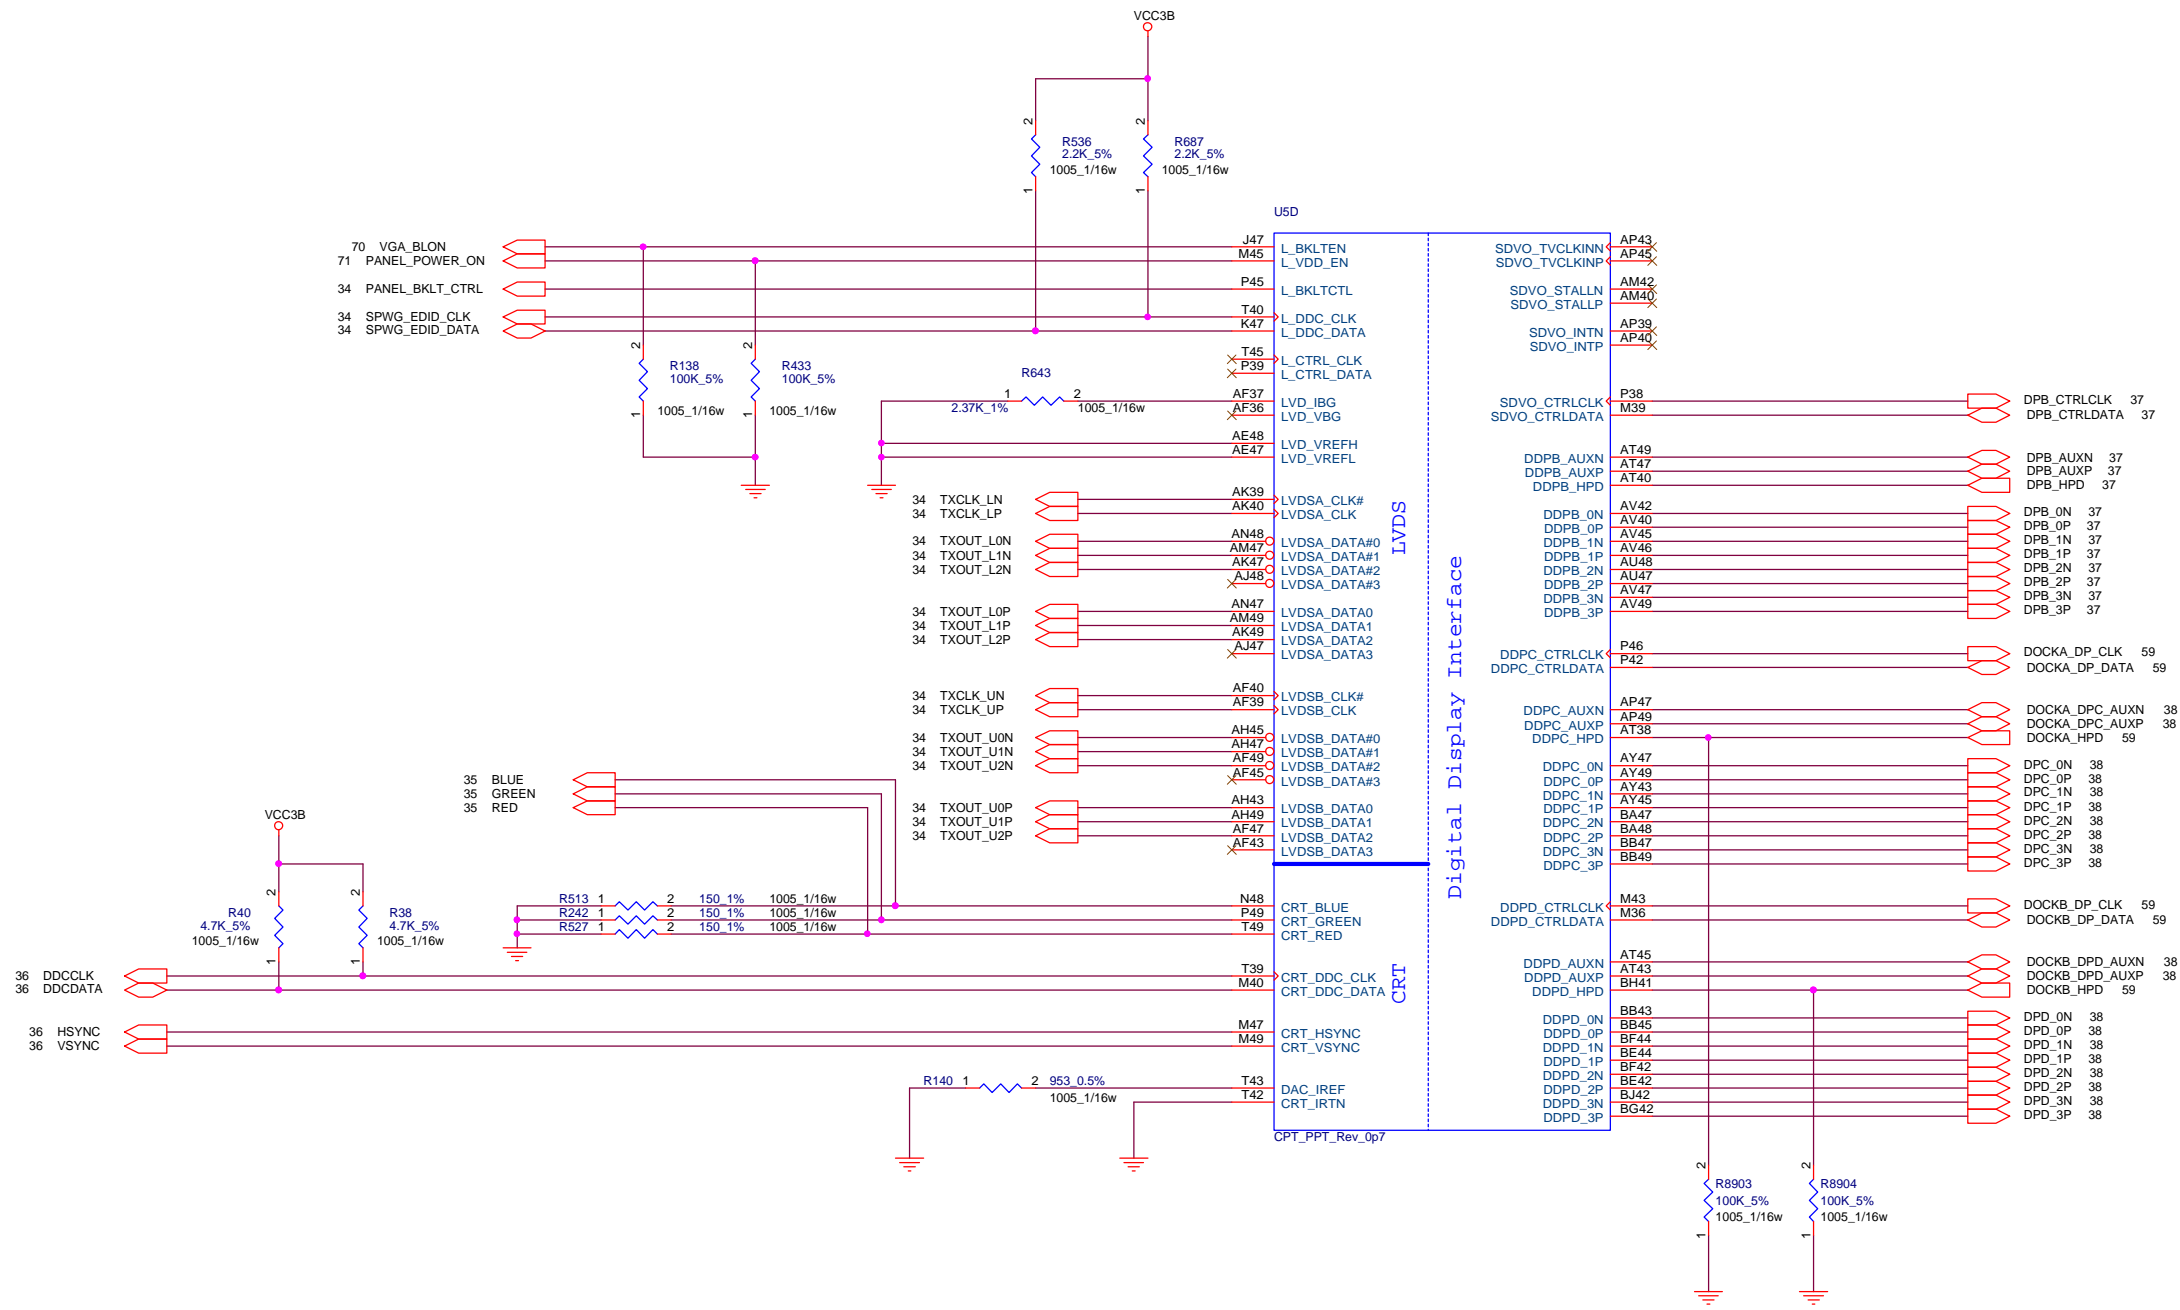 VCC3B
2 R536 2.2K_5% 1005_1/16w 1
2 R687 2.2K_5% 1005_1/16w 1
U5D
70 VGA_BLON
71 PANEL_POWER_ON
34 PANEL_BKLT_CTRL
34 SPWG_EDID_CLK
34 SPWG_EDID_DATA
2 R138 100K_5% 1005_1/16w 1
2 R433 100K_5% 1005_1/16w 1
R643
1 2
2.37K_1% 1005_1/16w
J47 L_BKLTEN
M45 L_VDD_EN
P45 L_BKLTCTL
T40 L_DDC_CLK
K47 L_DDC_DATA
T45 L_CTRL_CLK
P39 L_CTRL_DATA
AF37 LVD_IBG
AF36 LVD_VBG
AE48 LVD_VREFH
AE47 LVD_VREFL
34 TXCLK_LN AK39 LVDSA_CLK#
34 TXCLK_LP AK40 LVDSA_CLK
34 TXOUT_L0N AN48 LVDSA_DATA#0
34 TXOUT_L1N AM47 LVDSA_DATA#1
34 TXOUT_L2N AK47 LVDSA_DATA#2
AJ48 LVDSA_DATA#3
34 TXOUT_L0P AN47 LVDSA_DATA0
34 TXOUT_L1P AM49 LVDSA_DATA1
34 TXOUT_L2P AK49 LVDSA_DATA2
AJ47 LVDSA_DATA3
34 TXCLK_UN AF40 LVDSB_CLK#
34 TXCLK_UP AF39 LVDSB_CLK
34 TXOUT_U0N AH45 LVDSB_DATA#0
34 TXOUT_U1N AH47 LVDSB_DATA#1
34 TXOUT_U2N AF49 LVDSB_DATA#2
AF45 LVDSB_DATA#3
34 TXOUT_U0P AH43 LVDSB_DATA0
34 TXOUT_U1P AH49 LVDSB_DATA1
34 TXOUT_U2P AF47 LVDSB_DATA2
AF43 LVDSB_DATA3
LVDS
35 BLUE
35 GREEN
35 RED
VCC3B
2 R40 4.7K_5% 1005_1/16w 1
2 R38 4.7K_5% 1005_1/16w 1
R513 1 2 150_1% 1005_1/16w N48 CRT_BLUE
R242 1 2 150_1% 1005_1/16w P49 CRT_GREEN
R527 1 2 150_1% 1005_1/16w T49 CRT_RED
36 DDCCLK T39 CRT_DDC_CLK
36 DDCDATA M40 CRT_DDC_DATA
36 HSYNC M47 CRT_HSYNC
36 VSYNC M49 CRT_VSYNC
R140 1 2 953_0.5% T43 DAC_IREF
1005_1/16w T42 CRT_IRTN
CRT
CPT_PPT_Rev_0p7
Digital Display Interface
SDVO_TVCLKINN AP43
SDVO_TVCLKINP AP45
SDVO_STALLN AM42
SDVO_STALLP AM40
SDVO_INTN AP39
SDVO_INTP AP40
SDVO_CTRLCLK P38 DPB_CTRLCLK 37
SDVO_CTRLDATA M39 DPB_CTRLDATA 37
DDPB_AUXN AT49 DPB_AUXN 37
DDPB_AUXP AT47 DPB_AUXP 37
DDPB_HPD AT40 DPB_HPD 37
DDPB_0N AV42 DPB_0N 37
DDPB_0P AV40 DPB_0P 37
DDPB_1N AV45 DPB_1N 37
DDPB_1P AV46 DPB_1P 37
DDPB_2N AU48 DPB_2N 37
DDPB_2P AU47 DPB_2P 37
DDPB_3N AV47 DPB_3N 37
DDPB_3P AV49 DPB_3P 37
DDPC_CTRLCLK P46 DOCKA_DP_CLK 59
DDPC_CTRLDATA P42 DOCKA_DP_DATA 59
DDPC_AUXN AP47 DOCKA_DPC_AUXN 38
DDPC_AUXP AP49 DOCKA_DPC_AUXP 38
DDPC_HPD AT38 DOCKA_HPD 59
DDPC_0N AY47 DPC_0N 38
DDPC_0P AY49 DPC_0P 38
DDPC_1N AY43 DPC_1N 38
DDPC_1P AY45 DPC_1P 38
DDPC_2N BA47 DPC_2N 38
DDPC_2P BA48 DPC_2P 38
DDPC_3N BB47 DPC_3N 38
DDPC_3P BB49 DPC_3P 38
DDPD_CTRLCLK M43 DOCKB_DP_CLK 59
DDPD_CTRLDATA M36 DOCKB_DP_DATA 59
DDPD_AUXN AT45 DOCKB_DPD_AUXN 38
DDPD_AUXP AT43 DOCKB_DPD_AUXP 38
DDPD_HPD BH41 DOCKB_HPD 59
DDPD_0N BB43 DPD_0N 38
DDPD_0P BB45 DPD_0P 38
DDPD_1N BF44 DPD_1N 38
DDPD_1P BE44 DPD_1P 38
DDPD_2N BF42 DPD_2N 38
DDPD_2P BE42 DPD_2P 38
DDPD_3N BJ42 DPD_3N 38
DDPD_3P BG42 DPD_3P 38
2 R8903 100K_5% 1005_1/16w 1
2 R8904 100K_5% 1005_1/16w 1